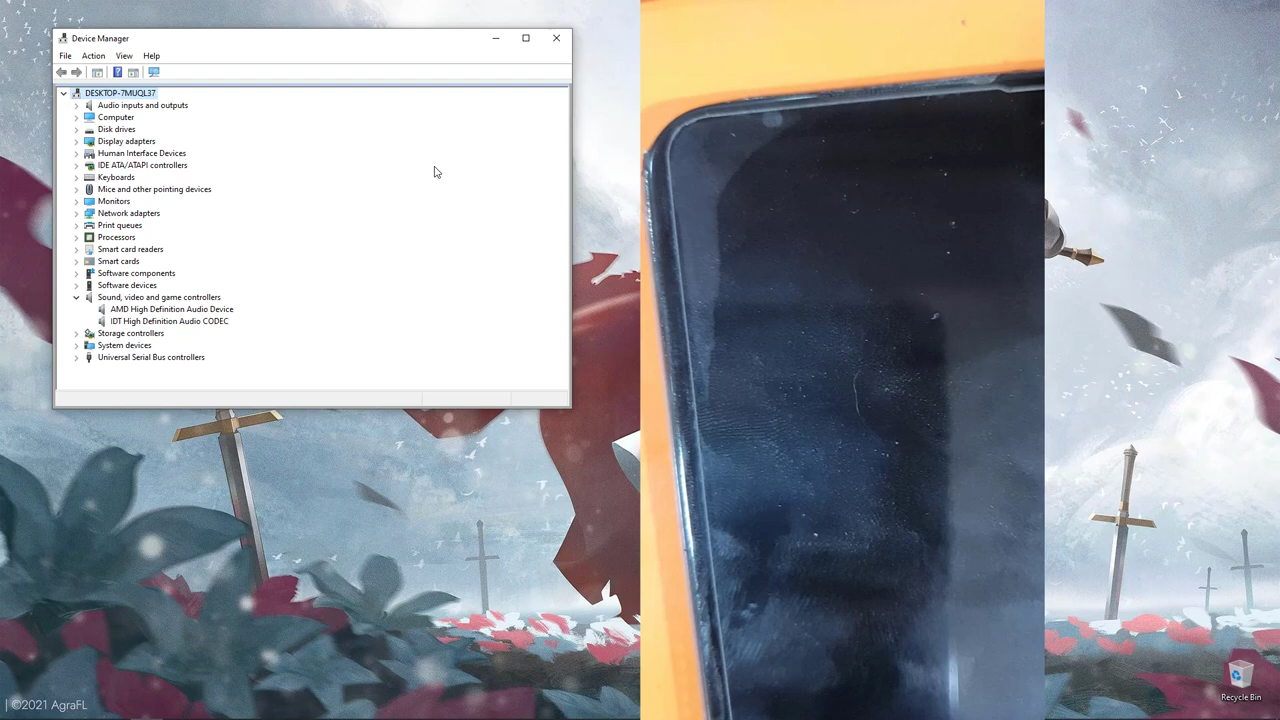 Device Manager
File Action View Help
DESKTOP-7MUQL37
Audio inputs and outputs
Computer
Disk drives
Display adapters
Human Interface Devices
IDE ATA/ATAPI controllers
Keyboards
Mice and other pointing devices
Monitors
Network adapters
Print queues
Processors
Smart card readers
Smart cards
Software components
Software devices
Sound, video and game controllers
AMD High Definition Audio Device
IDT High Definition Audio CODEC
Storage controllers
System devices
Universal Serial Bus controllers
| ©2021 AgraFL
Recycle Bin